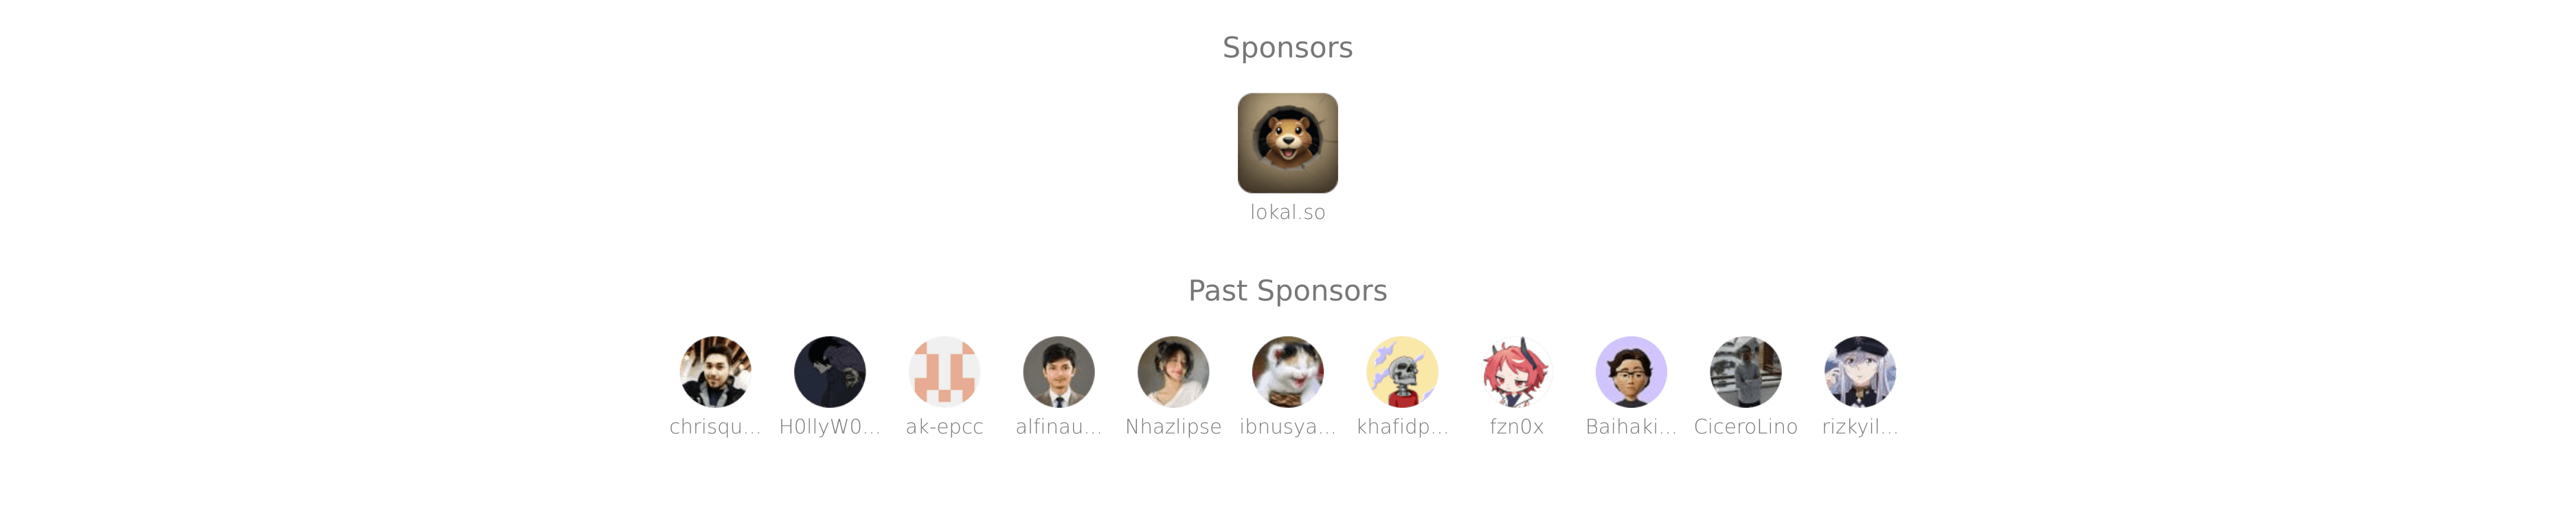 Sponsors
lokal.so
Past Sponsors
chrisqu... H0llyW0... ak-epcc alfinau... Nhazlipse ibnusya... khafidp... fzn0x Baihaki... CiceroLino rizkyil...